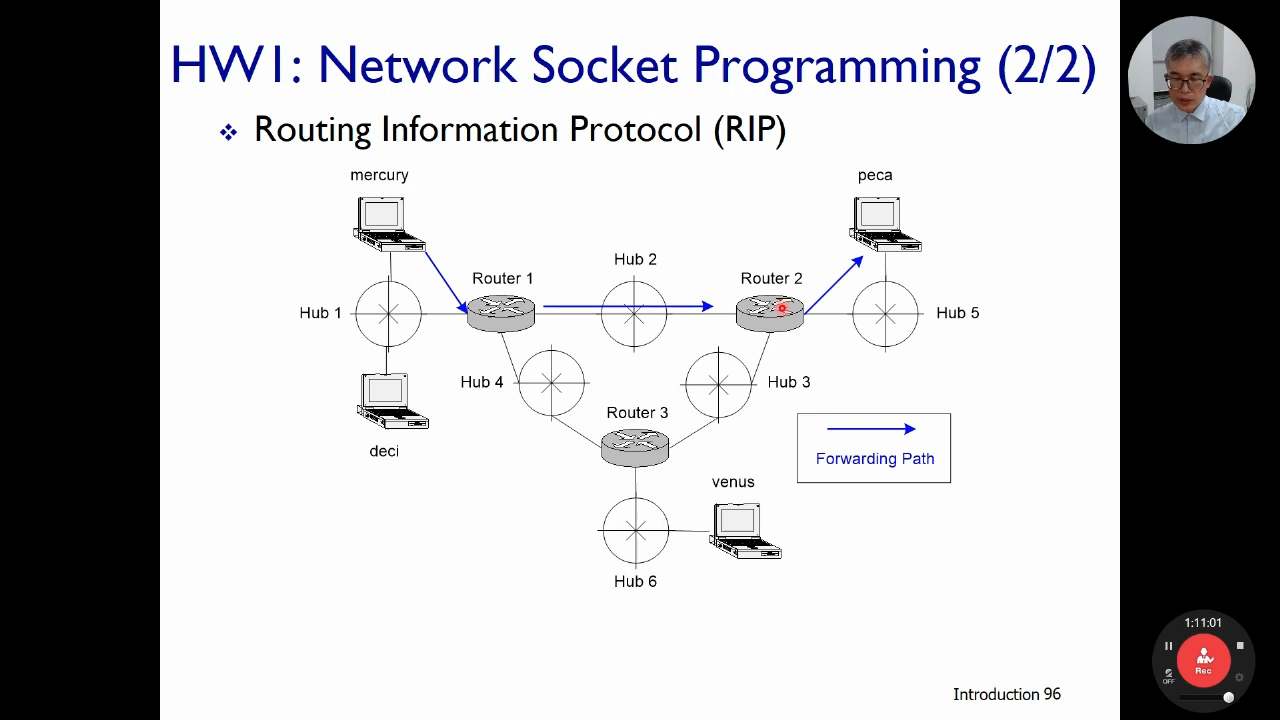 HW1: Network Socket Programming (2/2)
Routing Information Protocol (RIP)
mercury
peca
Hub 2
Router 1
Router 2
Hub 1
Hub 5
Hub 4
Hub 3
Router 3
deci
Forwarding Path
venus
Hub 6
1:11:01
Rec
OFF
Introduction 96